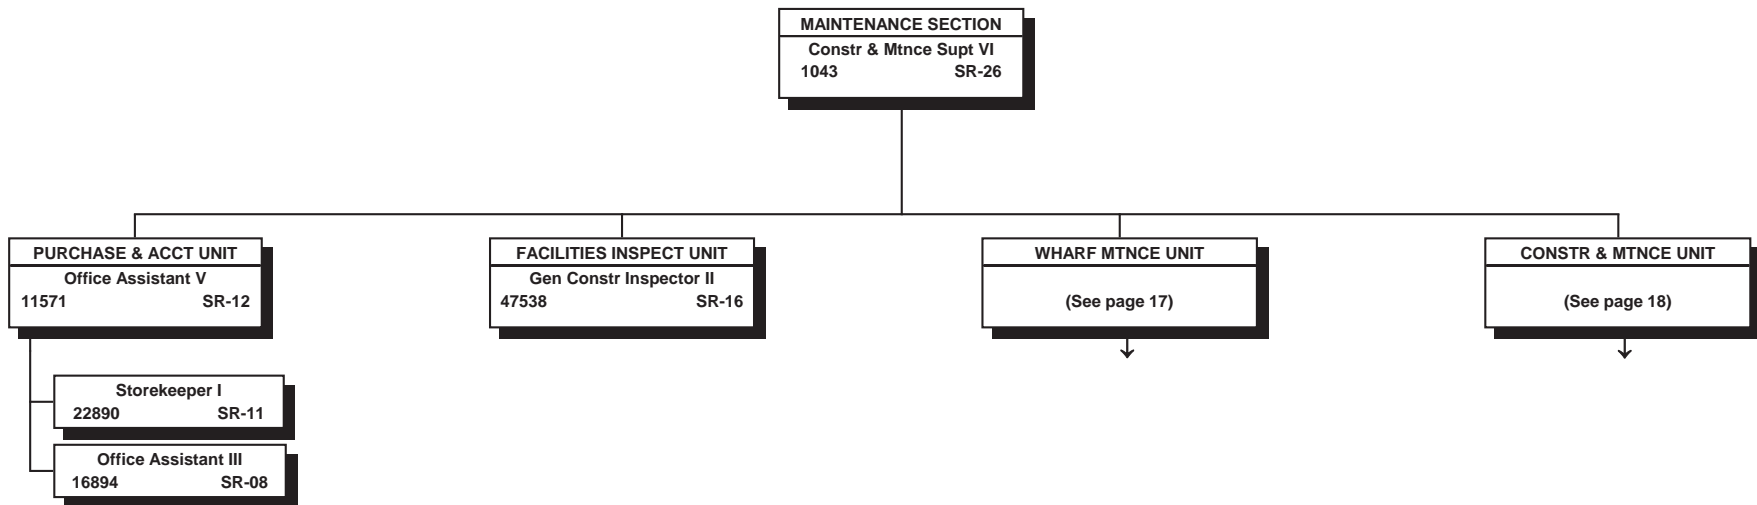 MAINTENANCE SECTION
Constr & Mtnce Supt VI
1043 SR-26
PURCHASE & ACCT UNIT
Office Assistant V
11571 SR-12
FACILITIES INSPECT UNIT
Gen Constr Inspector II
47538 SR-16
WHARF MTNCE UNIT
(See page 17)
CONSTR & MTNCE UNIT
(See page 18)
Storekeeper I
22890 SR-11
Office Assistant III
16894 SR-08